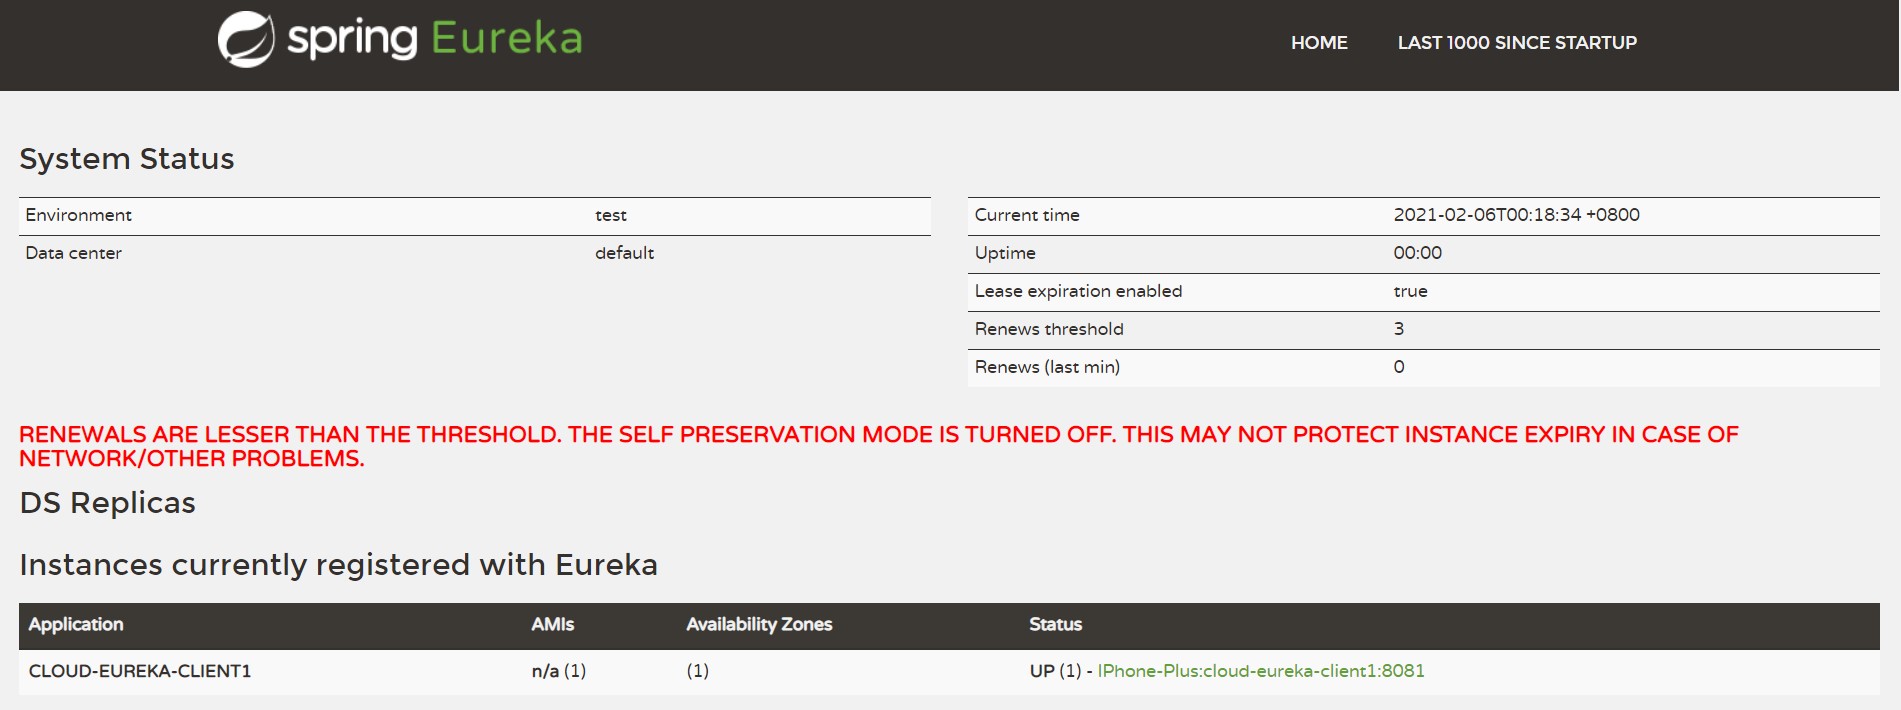 spring Eureka
HOME LAST 1000 SINCE STARTUP
System Status
Environment test
Data center default
Current time 2021-02-06T00:18:34 +0800
Uptime 00:00
Lease expiration enabled true
Renews threshold 3
Renews (last min) 0
RENEWALS ARE LESSER THAN THE THRESHOLD. THE SELF PRESERVATION MODE IS TURNED OFF. THIS MAY NOT PROTECT INSTANCE EXPIRY IN CASE OF
NETWORK/OTHER PROBLEMS.
DS Replicas
Instances currently registered with Eureka
Application AMIs Availability Zones Status
CLOUD-EUREKA-CLIENT1 n/a (1) (1) UP (1) - IPhone-Plus:cloud-eureka-client1:8081